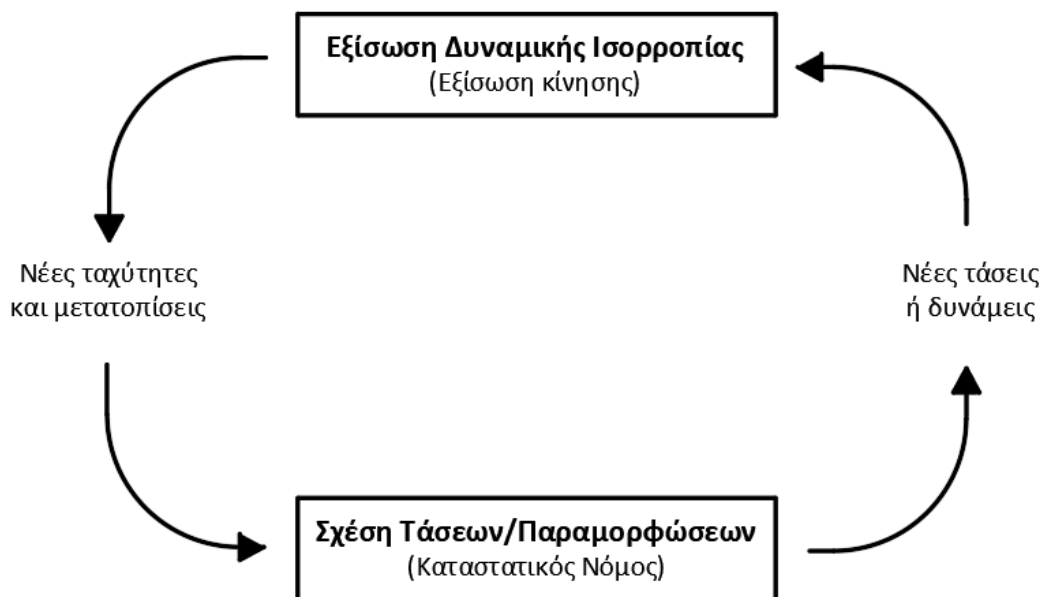 Εξίσωση Δυναμικής Ισορροπίας
(Εξίσωση κίνησης)
Νέες ταχύτητες
και μετατοπίσεις
Νέες τάσεις
ή δυνάμεις
Σχέση Τάσεων/Παραμορφώσεων
(Καταστατικός Νόμος)